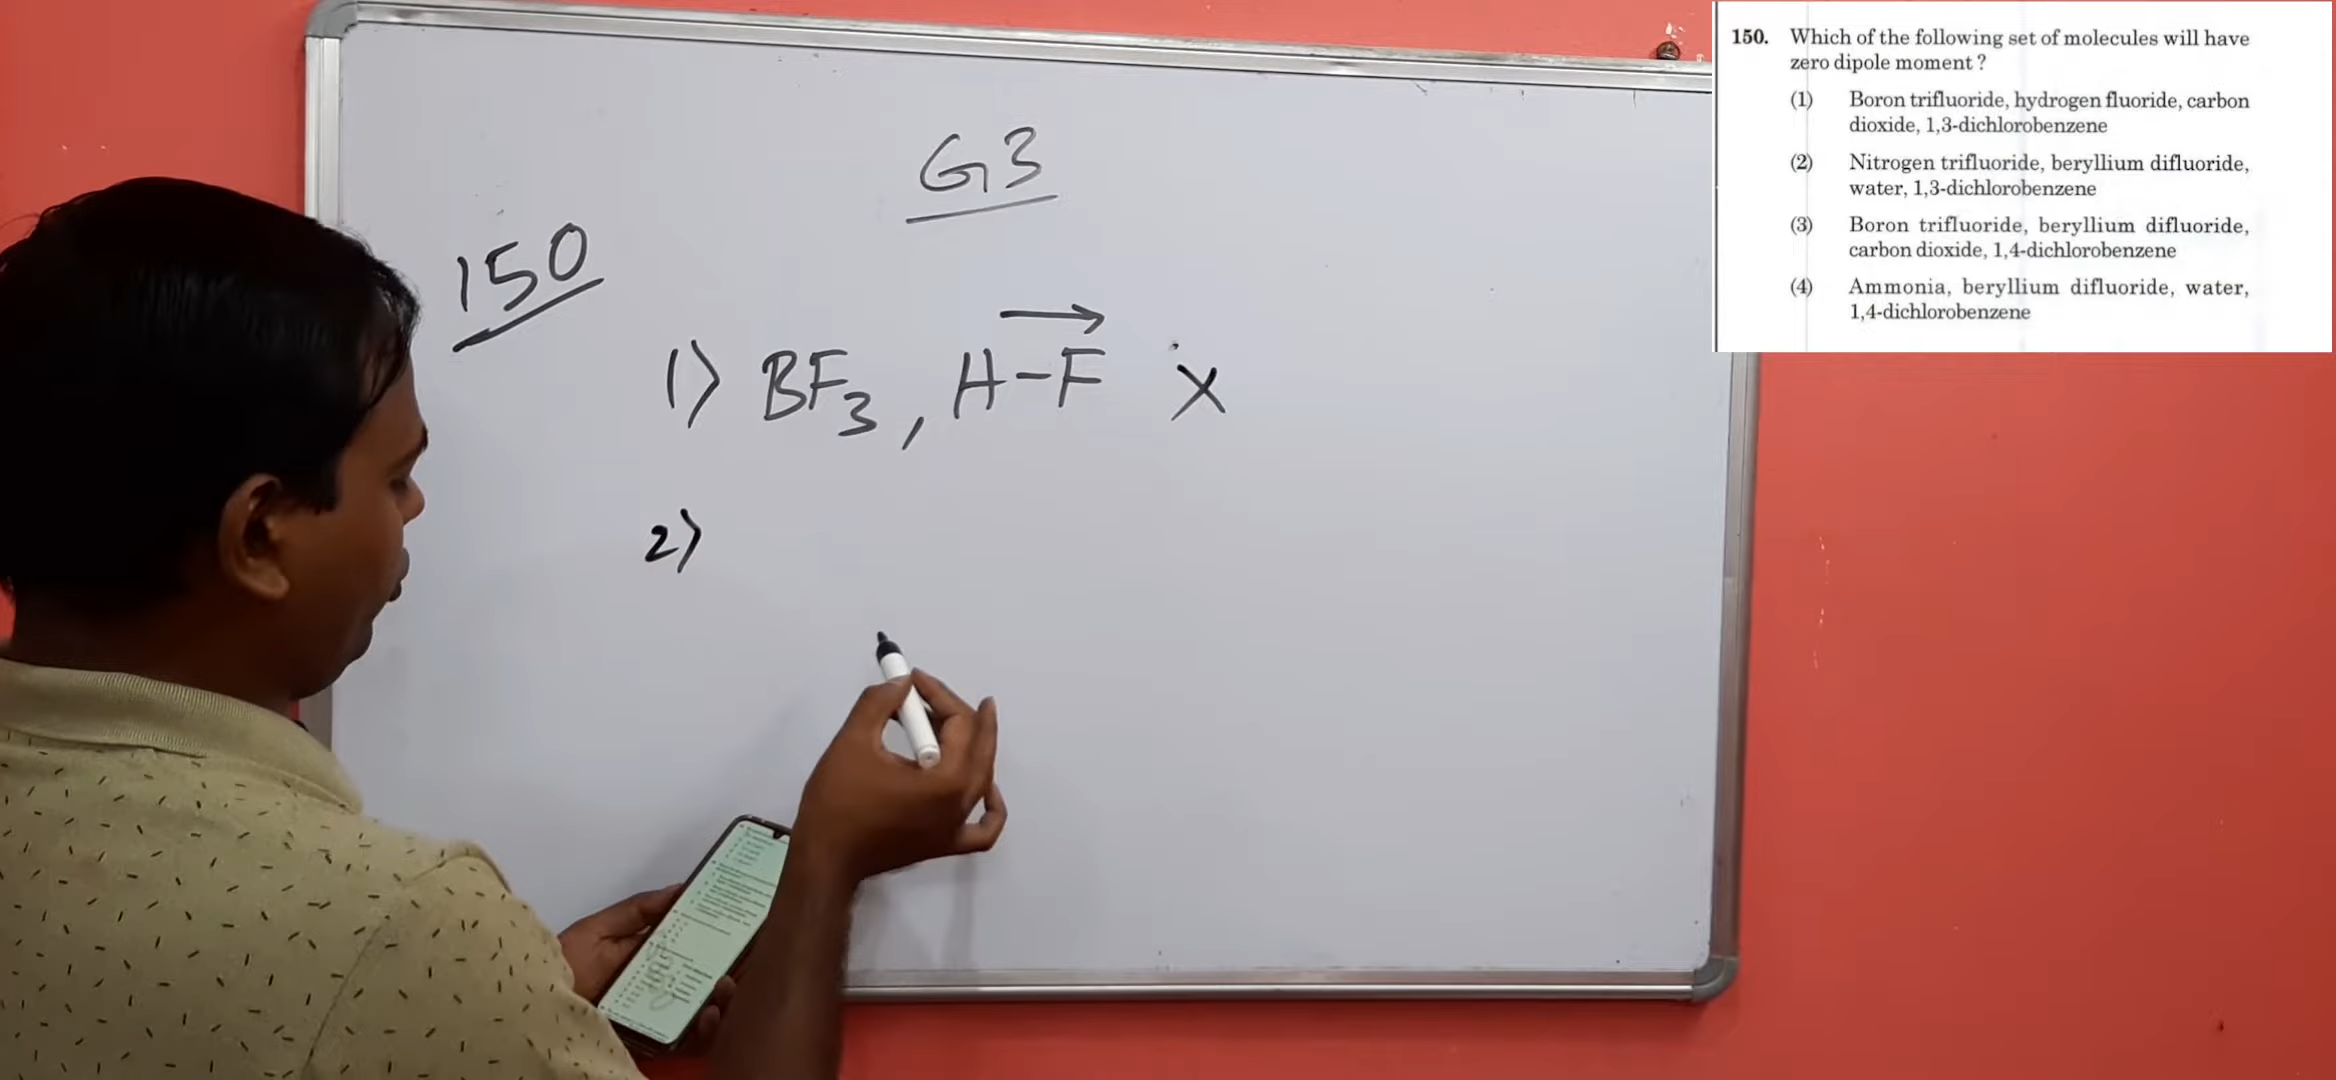 G3
150
1) BF3, H-F X
2)
150. Which of the following set of molecules will have
zero dipole moment ?
(1) Boron trifluoride, hydrogen fluoride, carbon
dioxide, 1,3-dichlorobenzene
(2) Nitrogen trifluoride, beryllium difluoride,
water, 1,3-dichlorobenzene
(3) Boron trifluoride, beryllium difluoride,
carbon dioxide, 1,4-dichlorobenzene
(4) Ammonia, beryllium difluoride, water,
1,4-dichlorobenzene